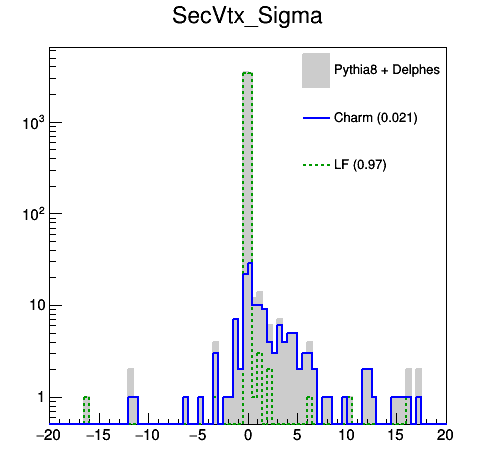 SecVtx_Sigma
Pythia8 + Delphes
Charm (0.021)
LF (0.97)
10³
10²
10
1
−20 −15 −10 −5 0 5 10 15 20